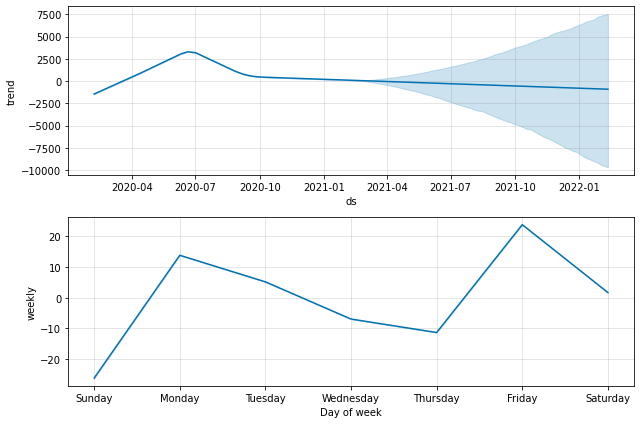 7500
5000
2500
0
−2500
−5000
−7500
−10000
trend
2020-04 2020-07 2020-10 2021-01 2021-04 2021-07 2021-10 2022-01
ds
20
10
0
−10
−20
weekly
Sunday Monday Tuesday Wednesday Thursday Friday Saturday
Day of week